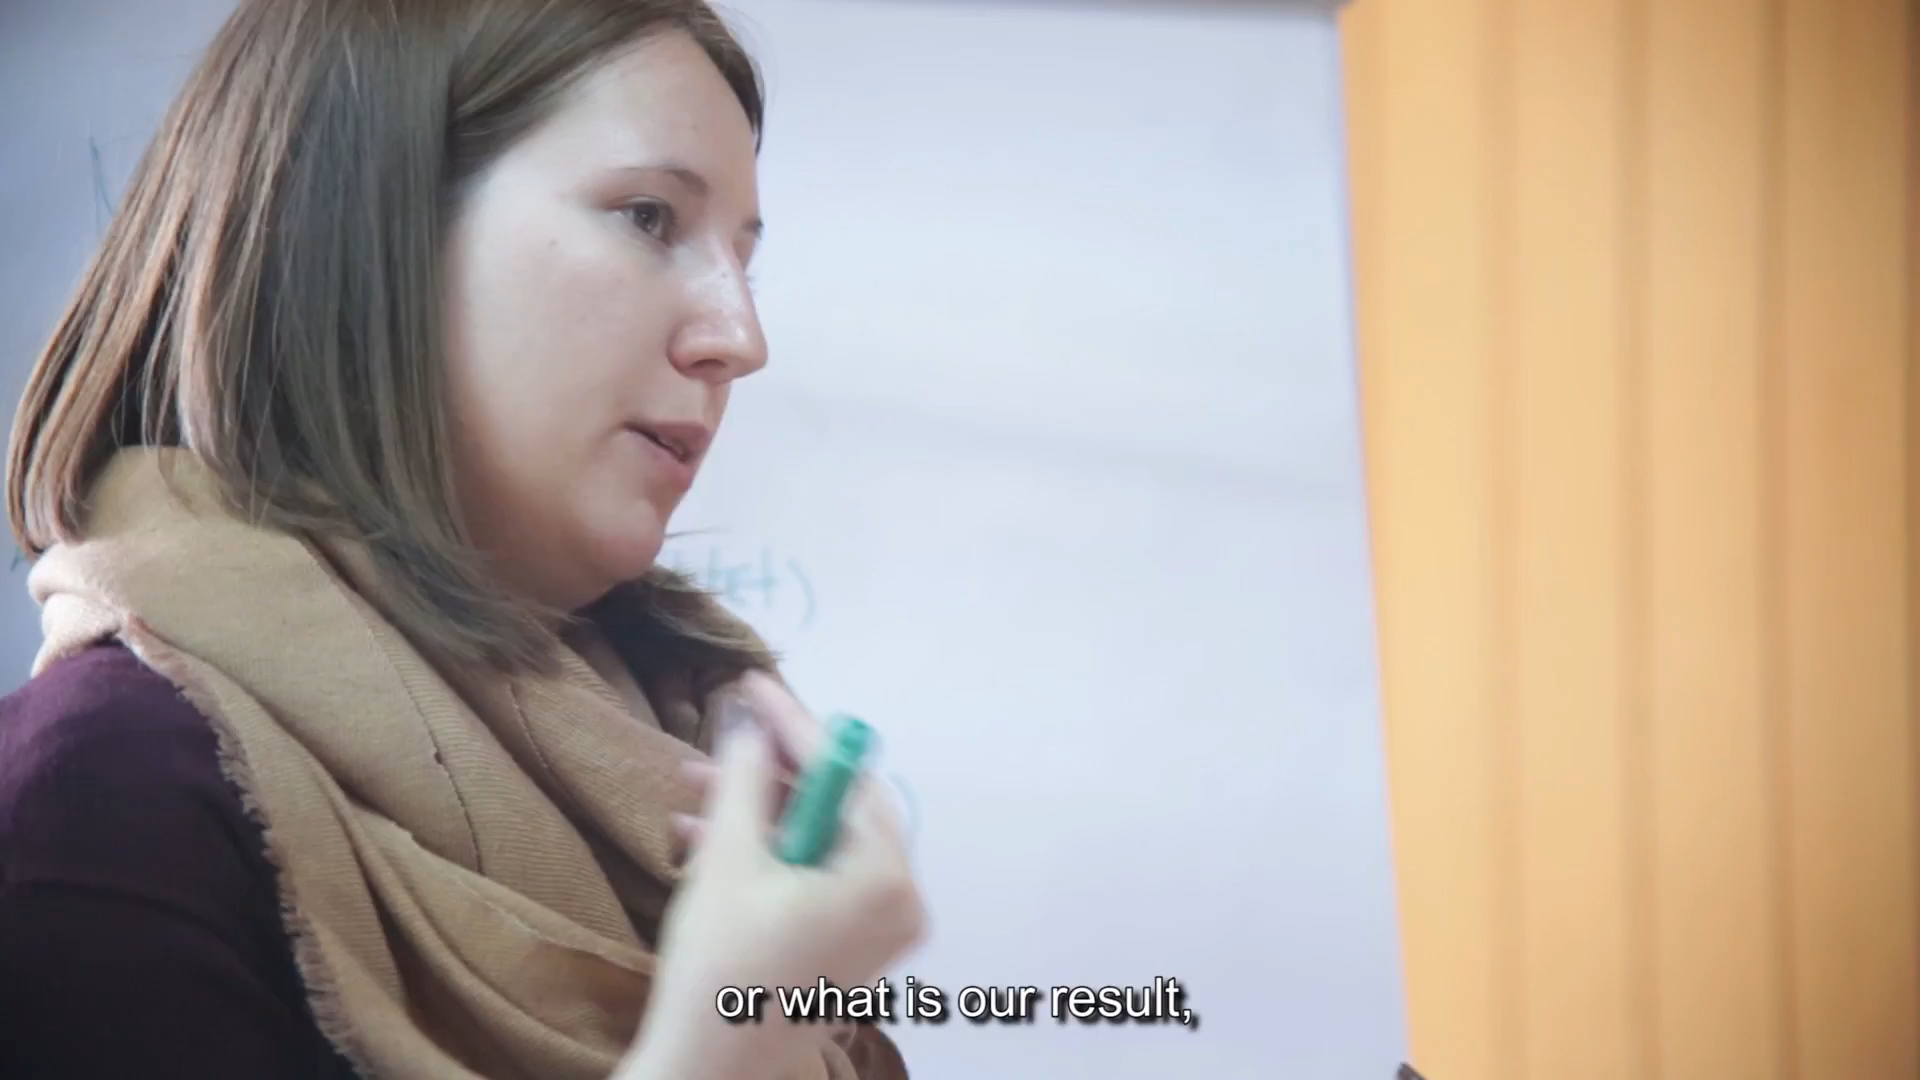 or what is our result,